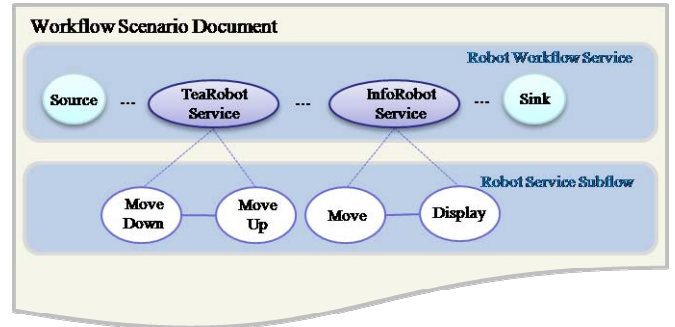 Workflow Scenario Document
Robot Workflow Service
Source ... TeaRobot Service ... InfoRobot Service ... Sink
Robot Service Subflow
Move Down
Move Up
Move
Display